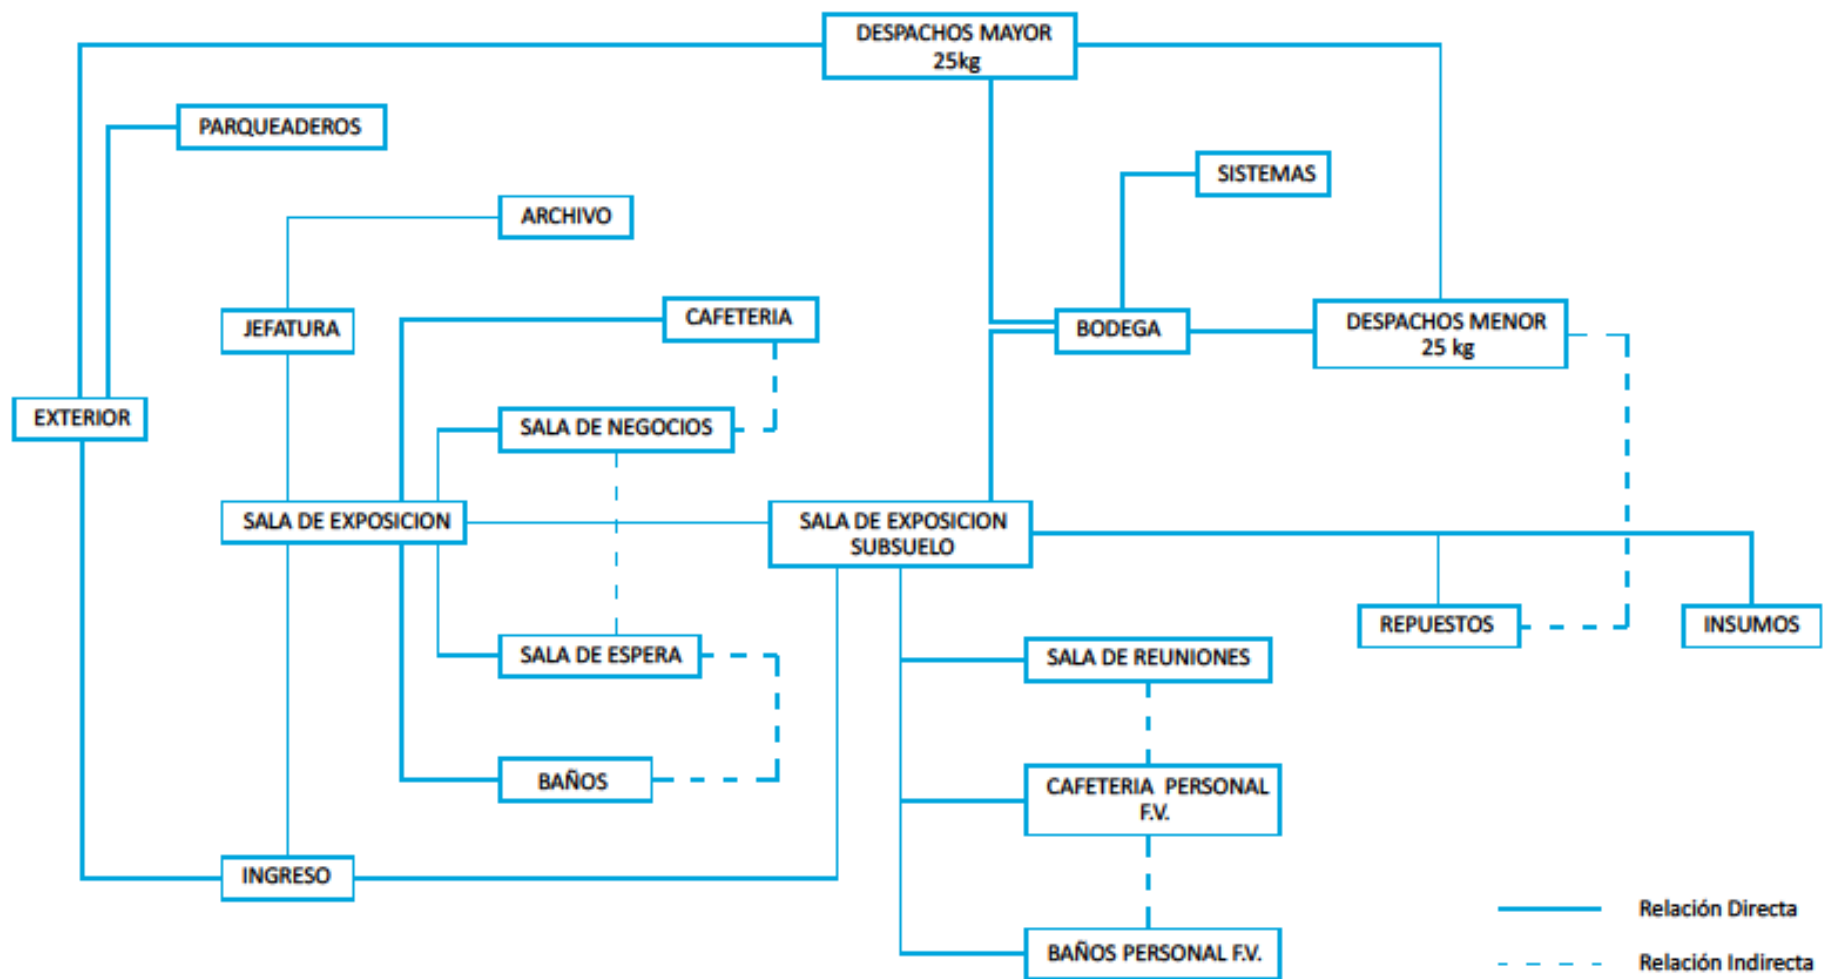 DESPACHOS MAYOR
25kg
PARQUEADEROS
SISTEMAS
ARCHIVO
CAFETERIA
JEFATURA
BODEGA
DESPACHOS MENOR
25 kg
EXTERIOR
SALA DE NEGOCIOS
SALA DE EXPOSICION
SALA DE EXPOSICION
SUBSUELO
REPUESTOS
INSUMOS
SALA DE ESPERA
SALA DE REUNIONES
BAÑOS
CAFETERIA PERSONAL
F.V.
INGRESO
Relación Directa
BAÑOS PERSONAL F.V.
Relación Indirecta